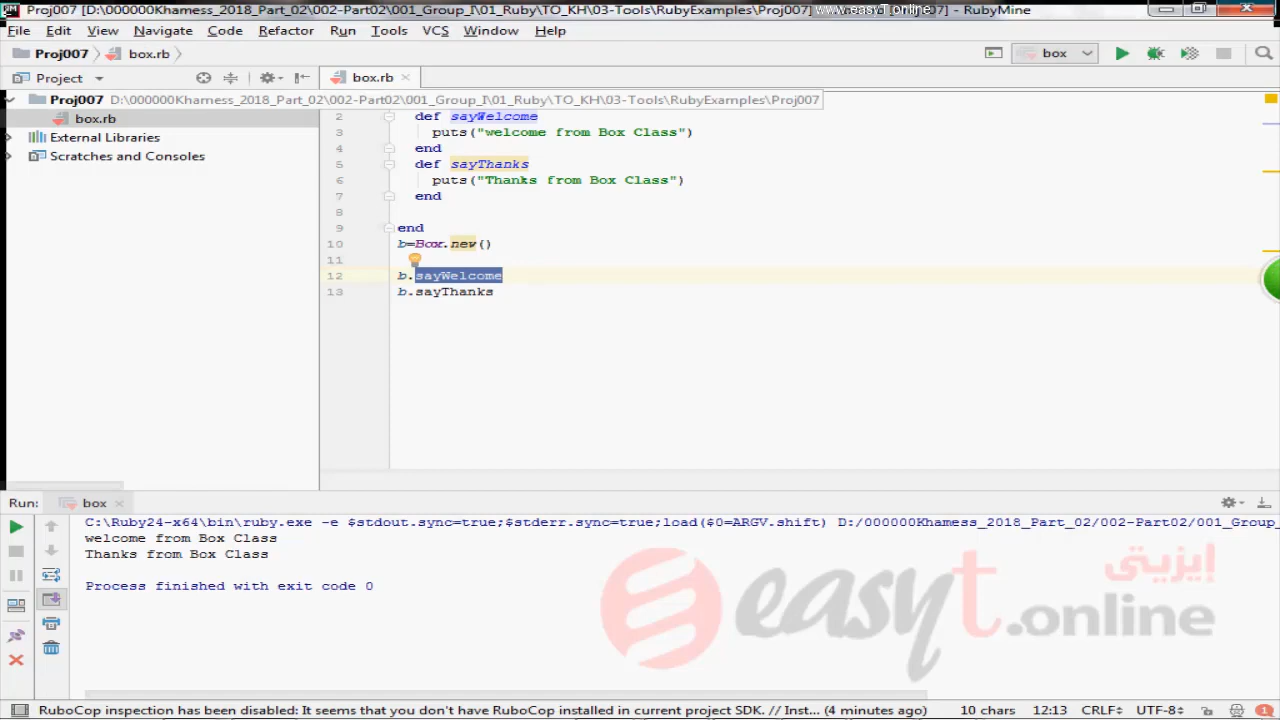 Proj007 [D:\000000Khamess_2018_Part_02\002-Part02\001_Group_I\01_Ruby\TO_KH\03-Tools\RubyExamples\Proj007] www.easyT.Online 7] - RubyMine
File Edit View Navigate Code Refactor Run Tools VCS Window Help
Proj007 box.rb box
Project box.rb
Proj007 D:\000000Khamess_2018_Part_02\002-Part02\001_Group_I\01_Ruby\TO_KH\03-Tools\RubyExamples\Proj007
box.rb
External Libraries
Scratches and Consoles
2 def sayWelcome
3 puts("welcome from Box Class")
4 end
5 def sayThanks
6 puts("Thanks from Box Class")
7 end
8
9 end
10 b=Box.new()
11
12 b.sayWelcome
13 b.sayThanks
Run: box
C:\Ruby24-x64\bin\ruby.exe -e $stdout.sync=true;$stderr.sync=true;load($0=ARGV.shift) D:/000000Khamess_2018_Part_02/002-Part02/001_Group_
welcome from Box Class
Thanks from Box Class
Process finished with exit code 0
ايزيتى
easyt.online
RuboCop inspection has been disabled: It seems that you don't have RuboCop installed in current project SDK. // Inst... (4 minutes ago) 10 chars 12:13 CRLF UTF-8 1